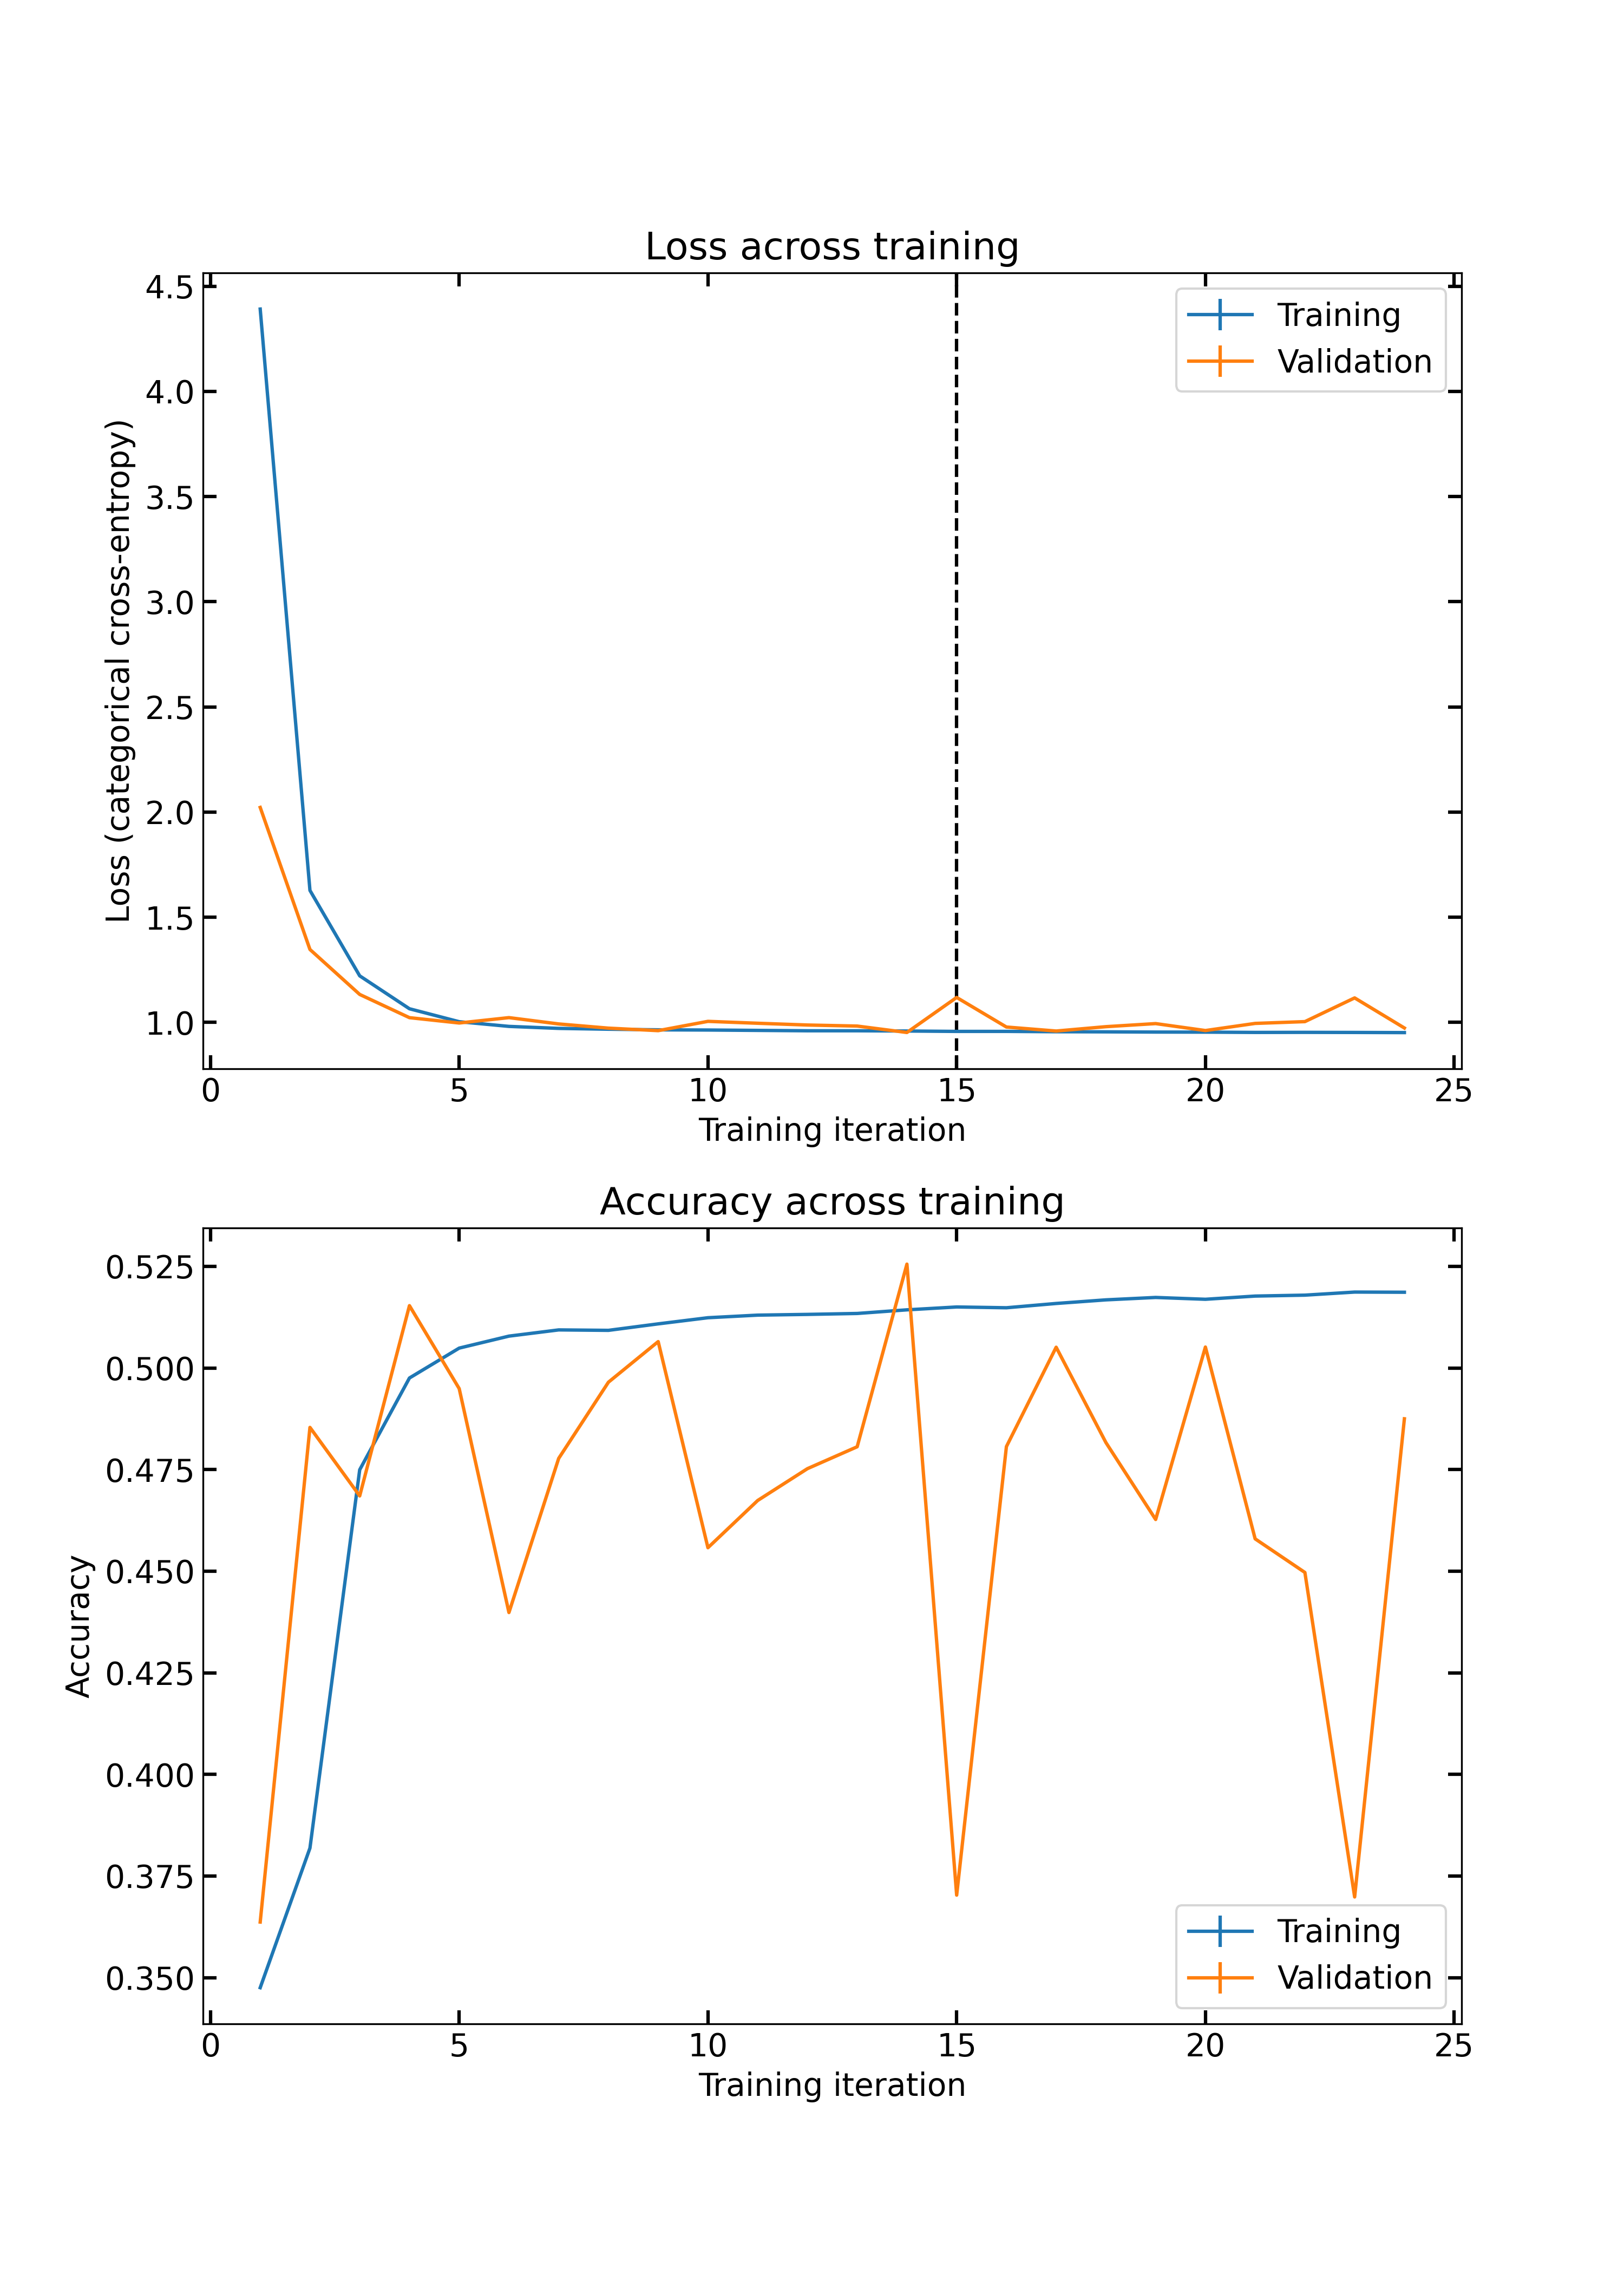 Loss across training
4.5
4.0
3.5
3.0
2.5
2.0
1.5
1.0
Loss (categorical cross-entropy)
Training
Validation
0 5 10 15 20 25
Training iteration
Accuracy across training
0.525
0.500
0.475
0.450
0.425
0.400
0.375
0.350
Accuracy
Training
Validation
0 5 10 15 20 25
Training iteration